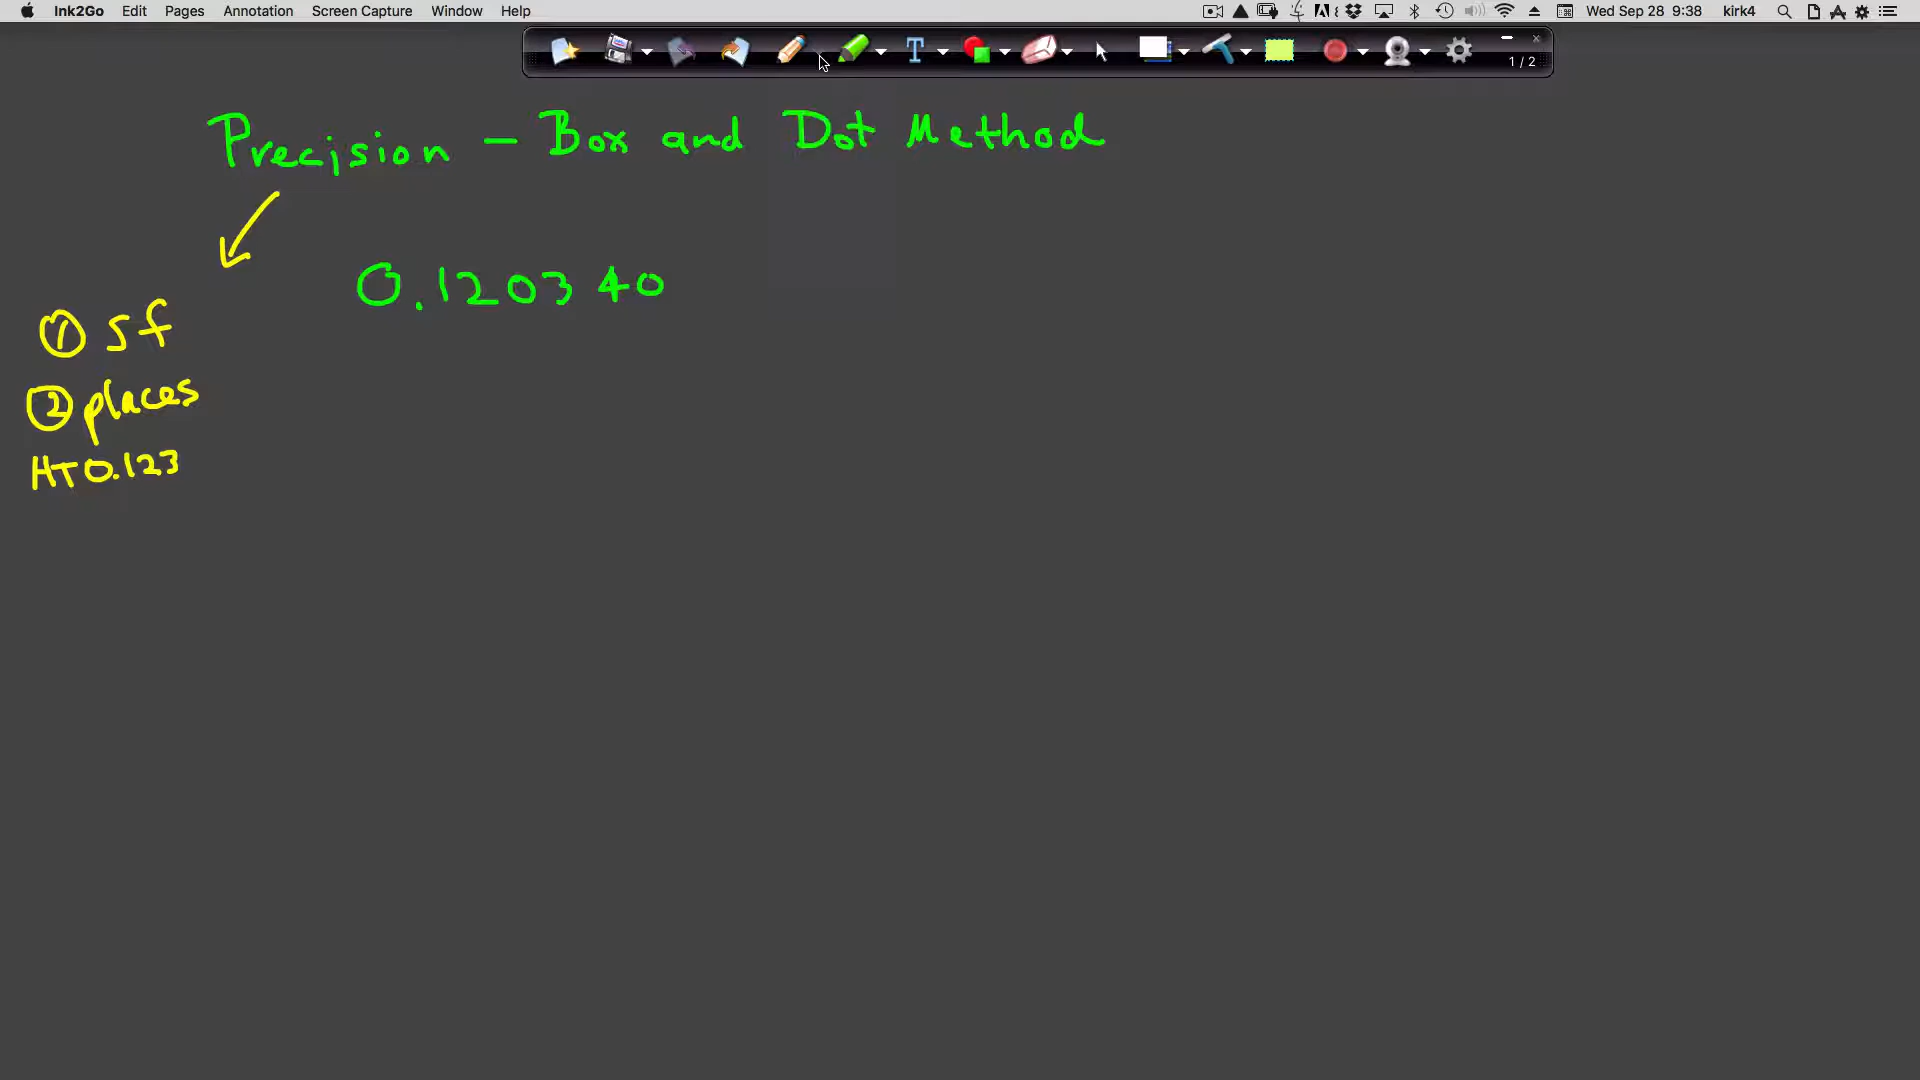 Ink2Go Edit Pages Annotation Screen Capture Window Help Wed Sep 28 9:38 kirk4
T
1 / 2
Precision - Box and Dot Method
0.120340
① sf
② places
HTO.123